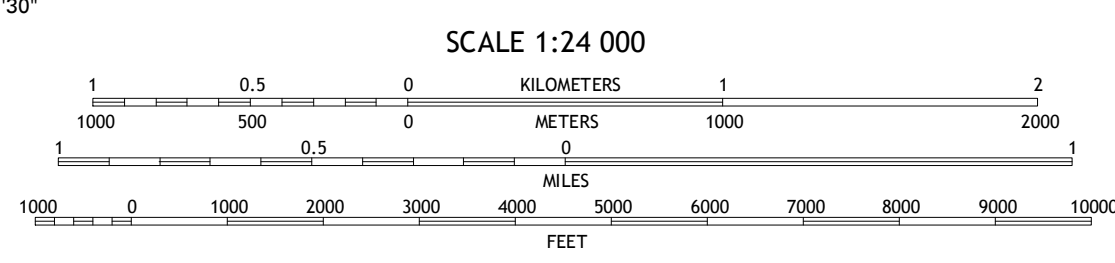 '30"
SCALE 1:24 000
1 0.5 0 KILOMETERS 1 2
1000 500 0 METERS 1000 2000
1 0.5 0 1
MILES
1000 0 1000 2000 3000 4000 5000 6000 7000 8000 9000 10000
FEET